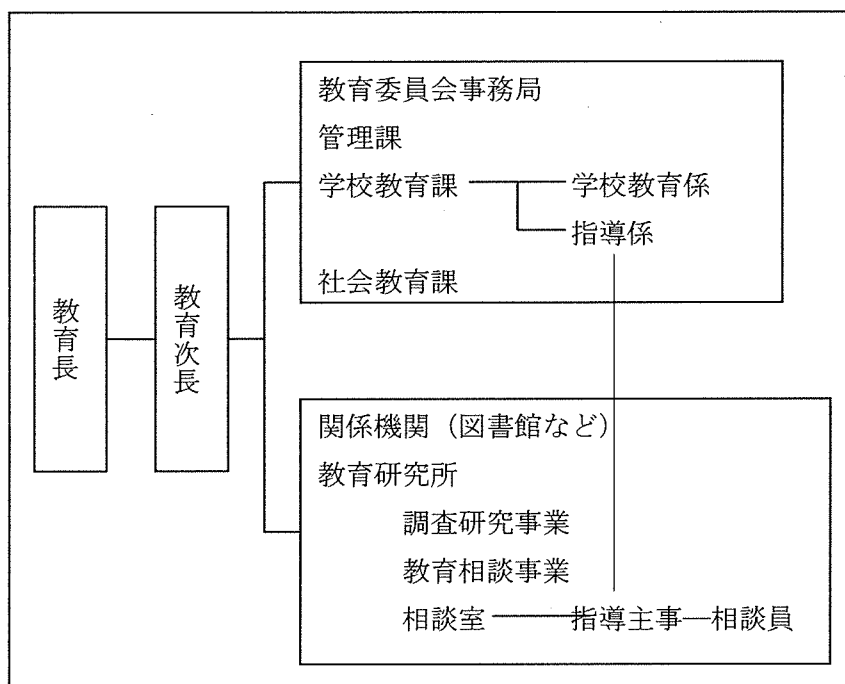 教育長
教育次長
教育委員会事務局
管理課
学校教育課 学校教育係
指導係
社会教育課
関係機関（図書館など）
教育研究所
調査研究事業
教育相談事業
相談室 指導主事 相談員